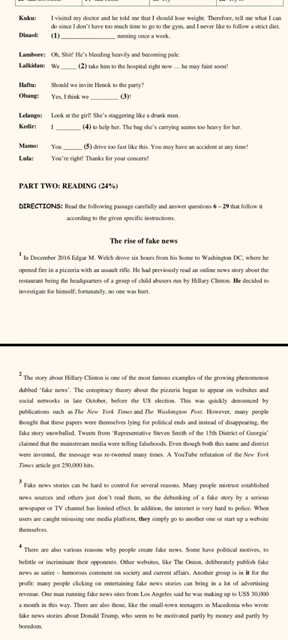 Kuku: I visited my doctor and he told me that I should lose weight. Therefore, tell me what I can
do since I don't have too much time to go to the gym, and I never like to follow a strict diet.
Dinaol: (1) ____________________ running once a week.
Lambore: Oh, Shit! He's bleeding heavily and becoming pale.
Lalkidan: We _____ (2) take him to the hospital right now … he may faint soon!
Haftu: Should we invite Henok to the party?
Obang: Yes, I think we _________ (3)!
Lelango: Look at the girl! She's staggering like a drunk man.
Kedir: I _______ (4) to help her. The bag she's carrying seems too heavy for her.
Mamo: You ______ (5) drive too fast like this. You may have an accident at any time!
Lula: You're right! Thanks for your concern!
PART TWO: READING (24%)
DIRECTIONS: Read the following passage carefully and answer questions 6 – 29 that follow it
according to the given specific instructions.
The rise of fake news
1 In December 2016 Edgar M. Welch drove six hours from his home to Washington DC, where he
opened fire in a pizzeria with an assault rifle. He had previously read an online news story about the
restaurant being the headquarters of a group of child abusers run by Hillary Clinton. He decided to
investigate for himself; fortunately, no one was hurt.
2 The story about Hillary Clinton is one of the most famous examples of the growing phenomenon
dubbed 'fake news'. The conspiracy theory about the pizzeria began to appear on websites and
social networks in late October, before the US election. This was quickly denounced by
publications such as The New York Times and The Washington Post. However, many people
thought that these papers were themselves lying for political ends and instead of disappearing, the
fake story snowballed. Tweets from 'Representative Steven Smith of the 15th District of Georgia'
claimed that the mainstream media were telling falsehoods. Even though both this name and district
were invented, the message was re-tweeted many times. A YouTube refutation of the New York
Times article got 250,000 hits.
3 Fake news stories can be hard to control for several reasons. Many people mistrust established
news sources and others just don't read them, so the debunking of a fake story by a serious
newspaper or TV channel has limited effect. In addition, the internet is very hard to police. When
users are caught misusing one media platform, they simply go to another one or start up a website
themselves.
4 There are also various reasons why people create fake news. Some have political motives, to
belittle or incriminate their opponents. Other websites, like The Onion, deliberately publish fake
news as satire – humorous comment on society and current affairs. Another group is in it for the
profit: many people clicking on entertaining fake news stories can bring in a lot of advertising
revenue. One man running fake news sites from Los Angeles said he was making up to US$ 30,000
a month in this way. There are also those, like the small-town teenagers in Macedonia who wrote
fake news stories about Donald Trump, who seem to be motivated partly by money and partly by
boredom.